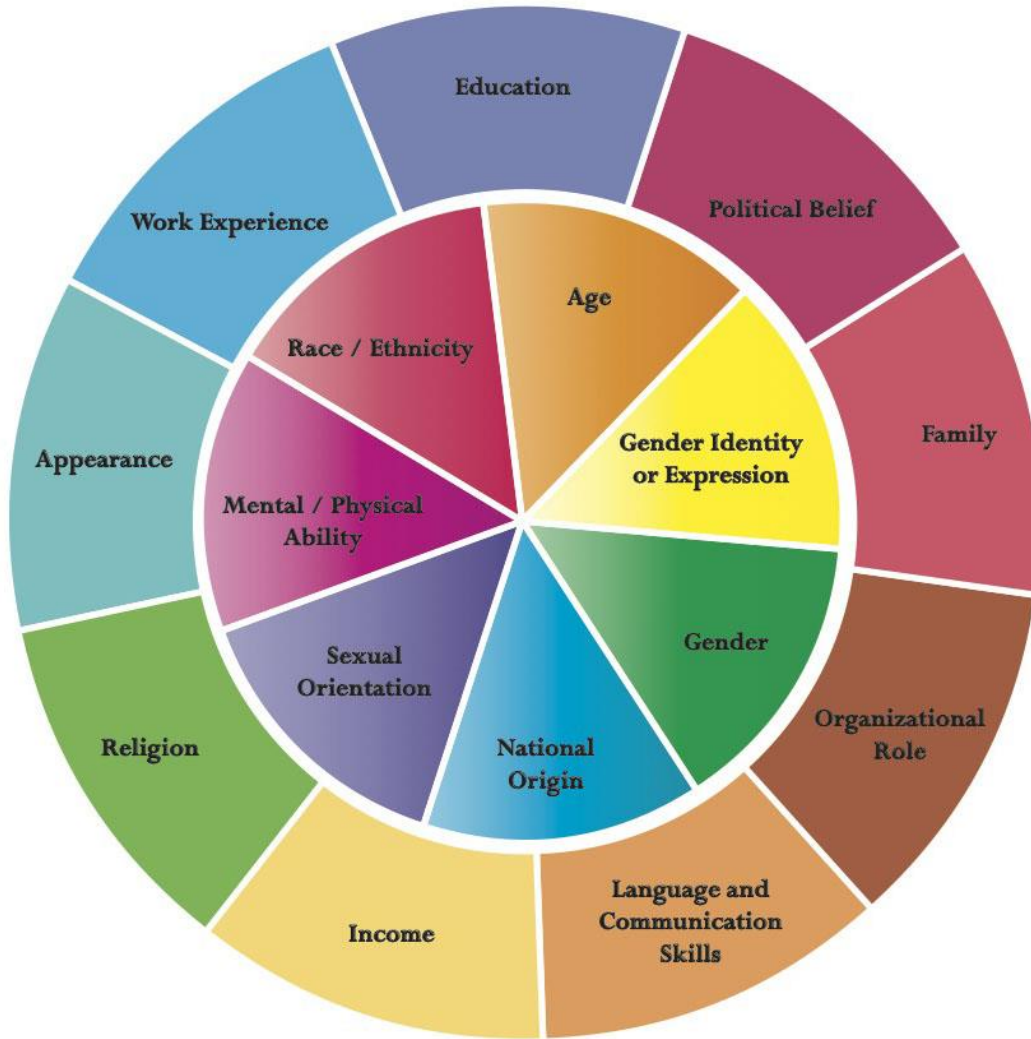 Education
Political Belief
Family
Organizational
Role
Language and
Communication
Skills
Income
Religion
Appearance
Work Experience
Age
Gender Identity
or Expression
Gender
National
Origin
Sexual
Orientation
Mental / Physical
Ability
Race / Ethnicity